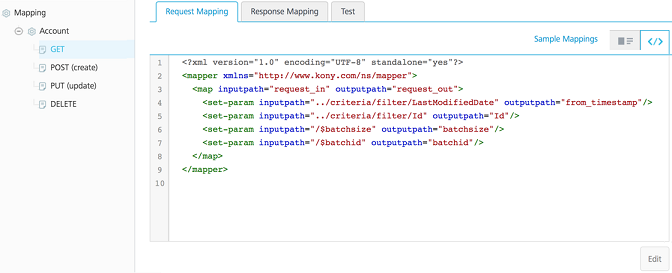 Mapping
Account
GET
POST (create)
PUT (update)
DELETE
Request Mapping
Response Mapping
Test
Sample Mappings
</>
1 <?xml version="1.0" encoding="UTF-8" standalone="yes"?>
2 <mapper xmlns="http://www.kony.com/ns/mapper">
3 <map inputpath="request_in" outputpath="request_out">
4 <set-param inputpath="../criteria/filter/LastModifiedDate" outputpath="from_timestamp"/>
5 <set-param inputpath="../criteria/filter/Id" outputpath="Id"/>
6 <set-param inputpath="/$batchsize" outputpath="batchsize"/>
7 <set-param inputpath="/$batchid" outputpath="batchid"/>
8 </map>
9 </mapper>
10
Edit